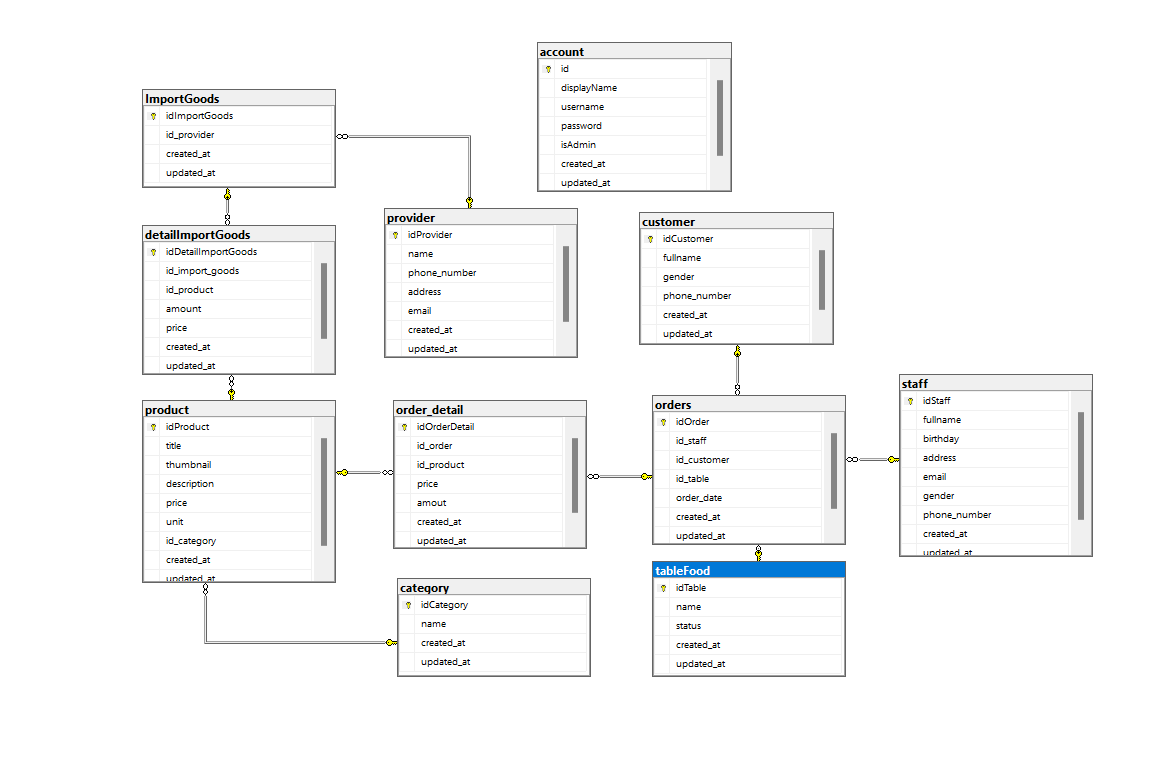 account
id
displayName
username
password
isAdmin
created_at
updated_at
ImportGoods
idImportGoods
id_provider
created_at
updated_at
provider
idProvider
name
phone_number
address
email
created_at
updated_at
customer
idCustomer
fullname
gender
phone_number
created_at
updated_at
detailImportGoods
idDetailImportGoods
id_import_goods
id_product
amount
price
created_at
updated_at
staff
idStaff
fullname
birthday
address
email
gender
phone_number
created_at
updated_at
product
idProduct
title
thumbnail
description
price
unit
id_category
created_at
updated_at
order_detail
idOrderDetail
id_order
id_product
price
amout
created_at
updated_at
orders
idOrder
id_staff
id_customer
id_table
order_date
created_at
updated_at
category
idCategory
name
created_at
updated_at
tableFood
idTable
name
status
created_at
updated_at